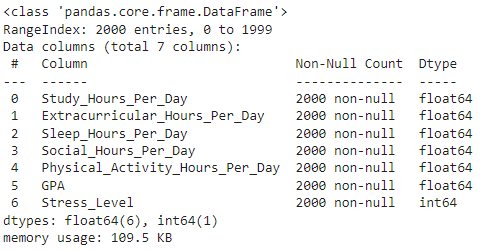 <class 'pandas.core.frame.DataFrame'>
RangeIndex: 2000 entries, 0 to 1999
Data columns (total 7 columns):
 #   Column                            Non-Null Count  Dtype
---  ------                            --------------  -----
 0   Study_Hours_Per_Day               2000 non-null   float64
 1   Extracurricular_Hours_Per_Day     2000 non-null   float64
 2   Sleep_Hours_Per_Day               2000 non-null   float64
 3   Social_Hours_Per_Day              2000 non-null   float64
 4   Physical_Activity_Hours_Per_Day   2000 non-null   float64
 5   GPA                               2000 non-null   float64
 6   Stress_Level                      2000 non-null   int64
dtypes: float64(6), int64(1)
memory usage: 109.5 KB